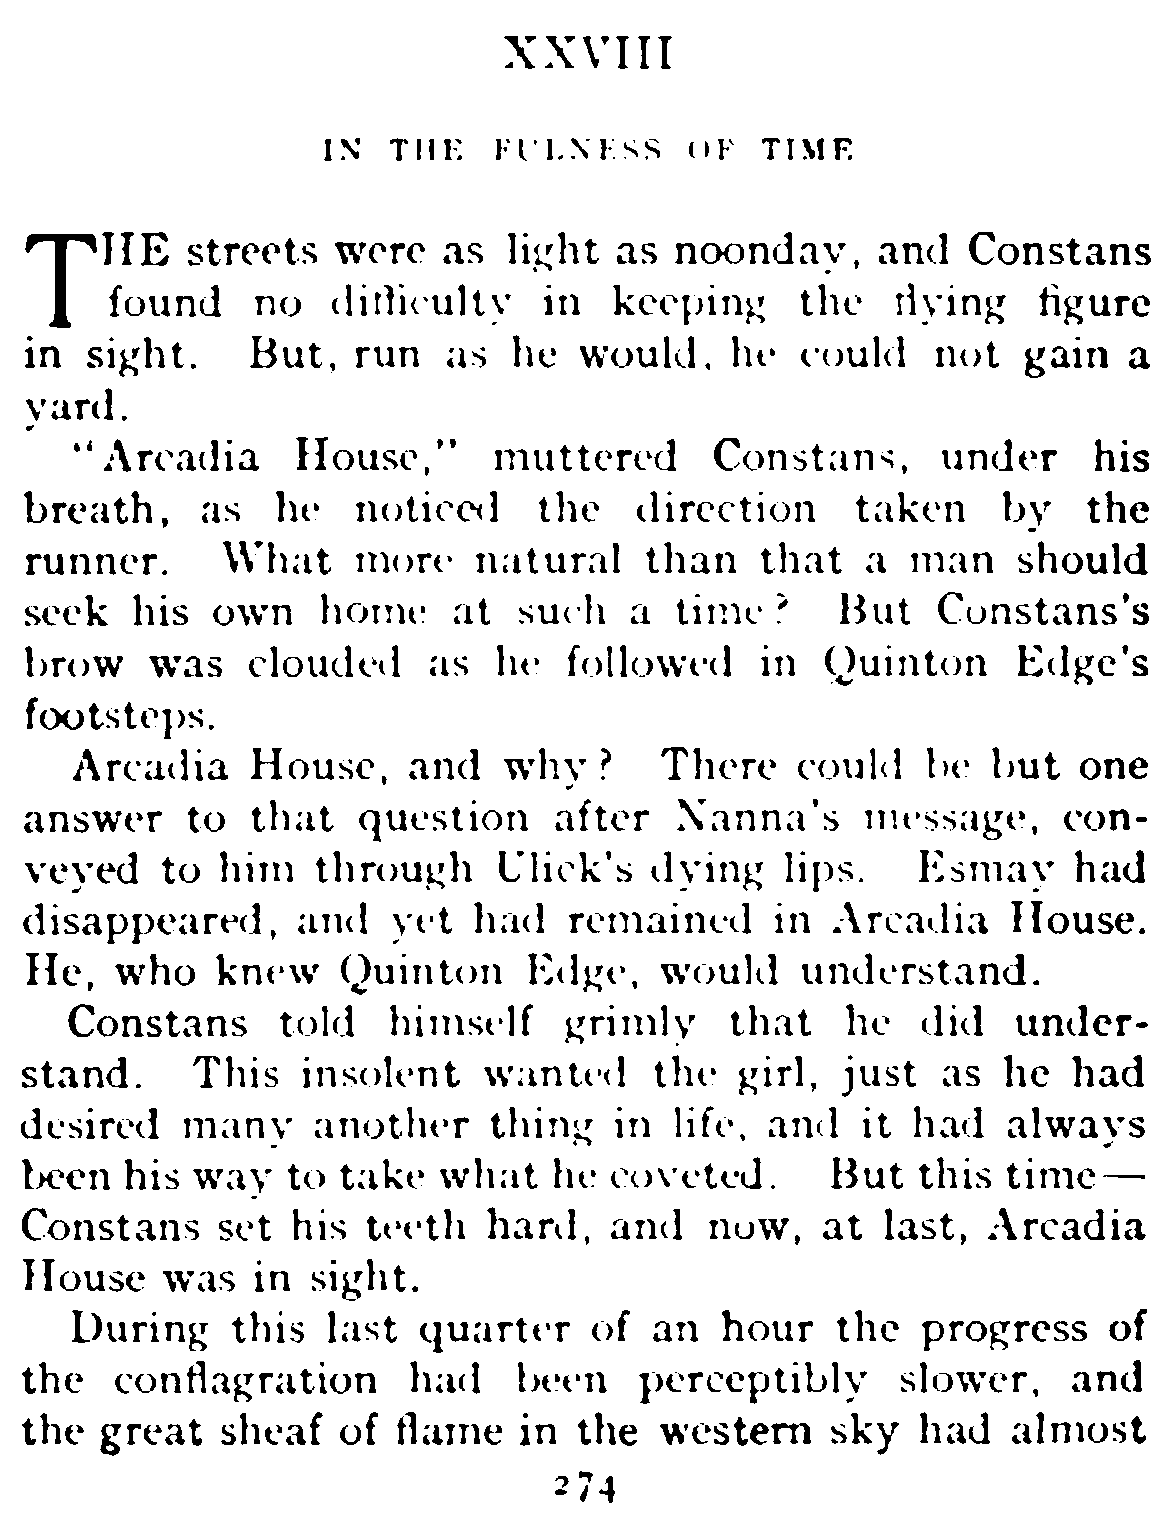 XXVIII
IN THE FULNESS OF TIME
THE streets were as light as noonday, and Constans
found no difficulty in keeping the flying figure
in sight. But, run as he would, he could not gain a
yard.
"Arcadia House," muttered Constans, under his
breath, as he noticed the direction taken by the
runner. What more natural than that a man should
seek his own home at such a time? But Constans's
brow was clouded as he followed in Quinton Edge's
footsteps.
Arcadia House, and why? There could be but one
answer to that question after Nanna's message, con-
veyed to him through Ulick's dying lips. Esmay had
disappeared, and yet had remained in Arcadia House.
He, who knew Quinton Edge, would understand.
Constans told himself grimly that he did under-
stand. This insolent wanted the girl, just as he had
desired many another thing in life, and it had always
been his way to take what he coveted. But this time—
Constans set his teeth hard, and now, at last, Arcadia
House was in sight.
During this last quarter of an hour the progress of
the conflagration had been perceptibly slower, and
the great sheaf of flame in the western sky had almost
274